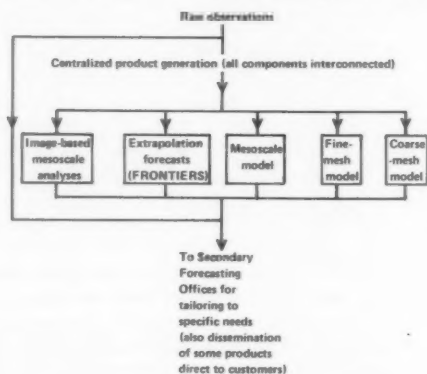 Raw observations
Centralized product generation (all components interconnected)
Image-based
mesoscale
analyses
Extrapolation
forecasts
(FRONTIERS)
Mesoscale
model
Fine-
mesh
model
Coarse
-mesh
model
To Secondary
Forecasting
Offices for
tailoring to
specific needs
(also dissemination
of some products
direct to customers)